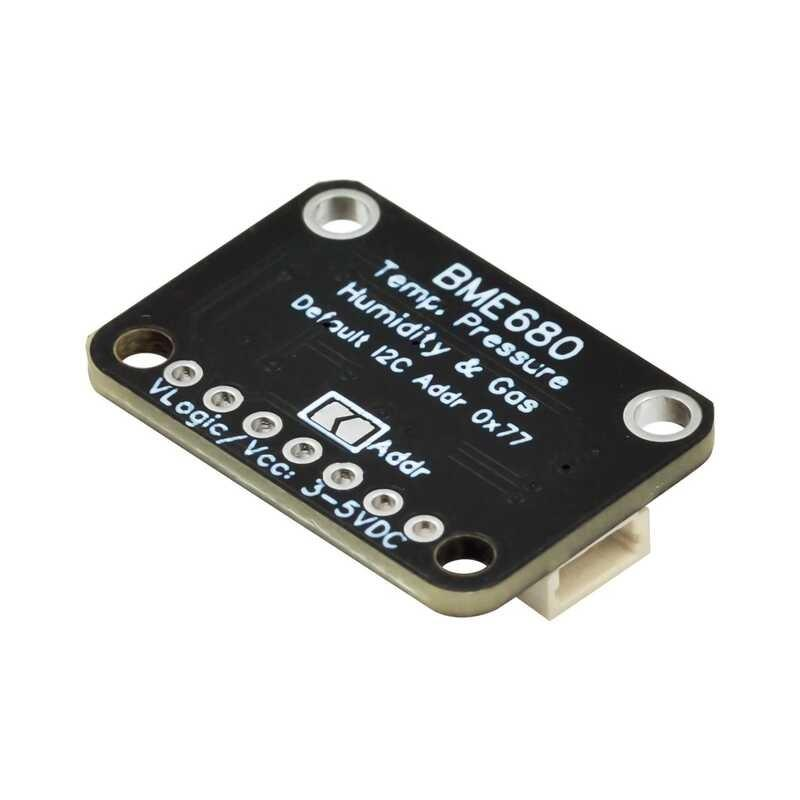 BME680
Temp, Pressure
Humidity & Gas
Default I2C Addr 0x77
Addr
VLogic/Vcc: 3-5VDC